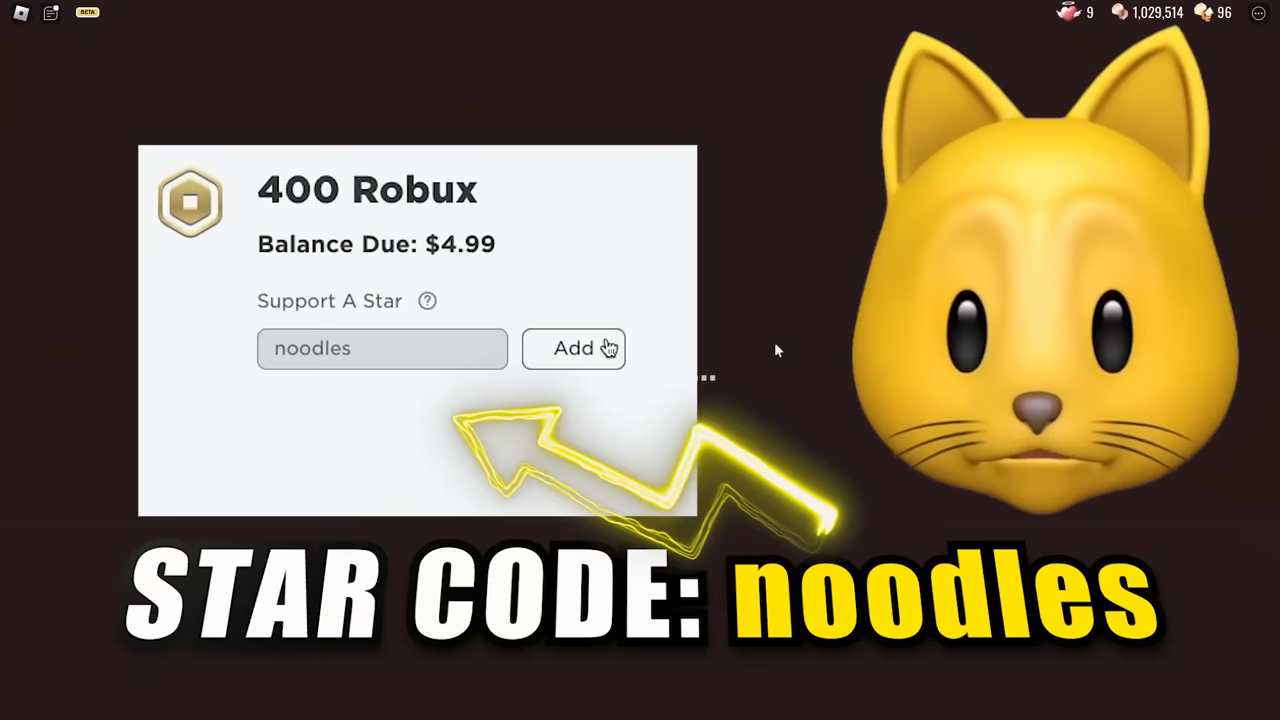 BETA
9
1,029,514
96
400 Robux
Balance Due: $4.99
Support A Star ?
noodles
Add
STAR CODE: noodles